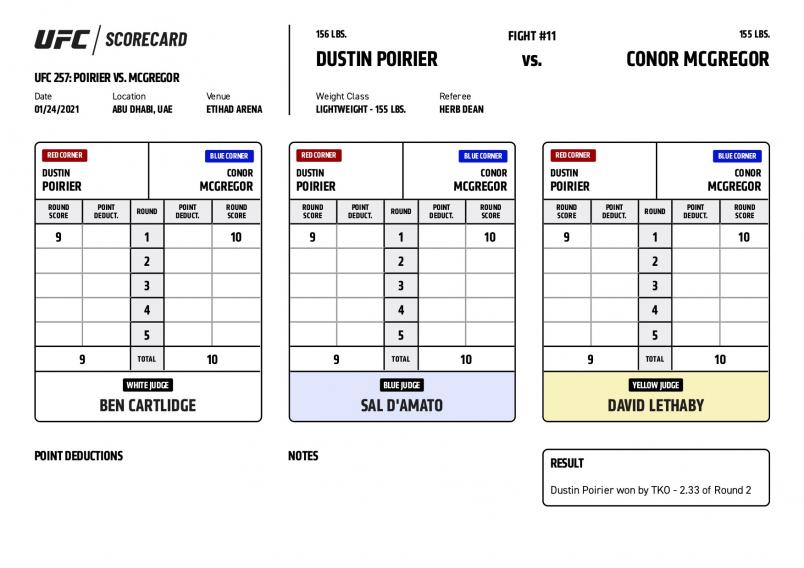 UFC / SCORECARD
UFC 257: POIRIER VS. MCGREGOR
Date Location Venue
01/24/2021 ABU DHABI, UAE ETIHAD ARENA
156 LBS. FIGHT #11 155 LBS.
DUSTIN POIRIER VS. CONOR MCGREGOR
Weight Class Referee
LIGHTWEIGHT - 155 LBS. HERB DEAN
RED CORNER BLUE CORNER
DUSTIN CONOR
POIRIER MCGREGOR
ROUND POINT ROUND POINT ROUND
SCORE DEDUCT. DEDUCT. SCORE
9 1 10
2
3
4
5
9 TOTAL 10
WHITE JUDGE
BEN CARTLIDGE
RED CORNER BLUE CORNER
DUSTIN CONOR
POIRIER MCGREGOR
ROUND POINT ROUND POINT ROUND
SCORE DEDUCT. DEDUCT. SCORE
9 1 10
2
3
4
5
9 TOTAL 10
BLUE JUDGE
SAL D'AMATO
RED CORNER BLUE CORNER
DUSTIN CONOR
POIRIER MCGREGOR
ROUND POINT ROUND POINT ROUND
SCORE DEDUCT. DEDUCT. SCORE
9 1 10
2
3
4
5
9 TOTAL 10
YELLOW JUDGE
DAVID LETHABY
POINT DEDUCTIONS
NOTES
RESULT
Dustin Poirier won by TKO - 2.33 of Round 2